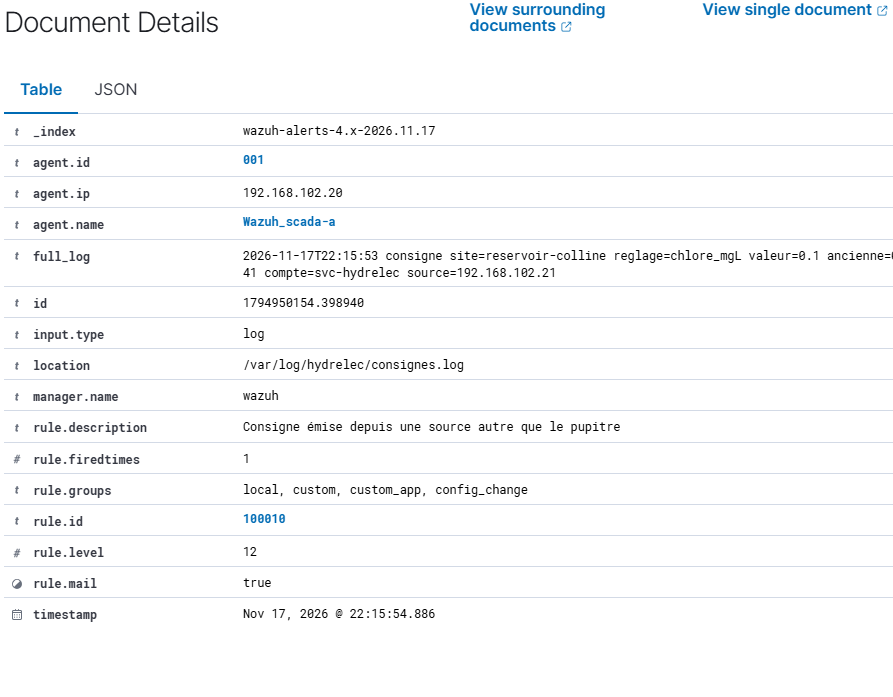 Document Details
View surrounding
documents
View single document
Table
JSON
t _index wazuh-alerts-4.x-2026.11.17
t agent.id 001
t agent.ip 192.168.102.20
t agent.name Wazuh_scada-a
t full_log 2026-11-17T22:15:53 consigne site=reservoir-colline reglage=chlore_mgL valeur=0.1 ancienne=
41 compte=svc-hydrelec source=192.168.102.21
t id 1794950154.398940
t input.type log
t location /var/log/hydrelec/consignes.log
t manager.name wazuh
t rule.description Consigne émise depuis une source autre que le pupitre
# rule.firedtimes 1
t rule.groups local, custom, custom_app, config_change
t rule.id 100010
# rule.level 12
rule.mail true
timestamp Nov 17, 2026 @ 22:15:54.886